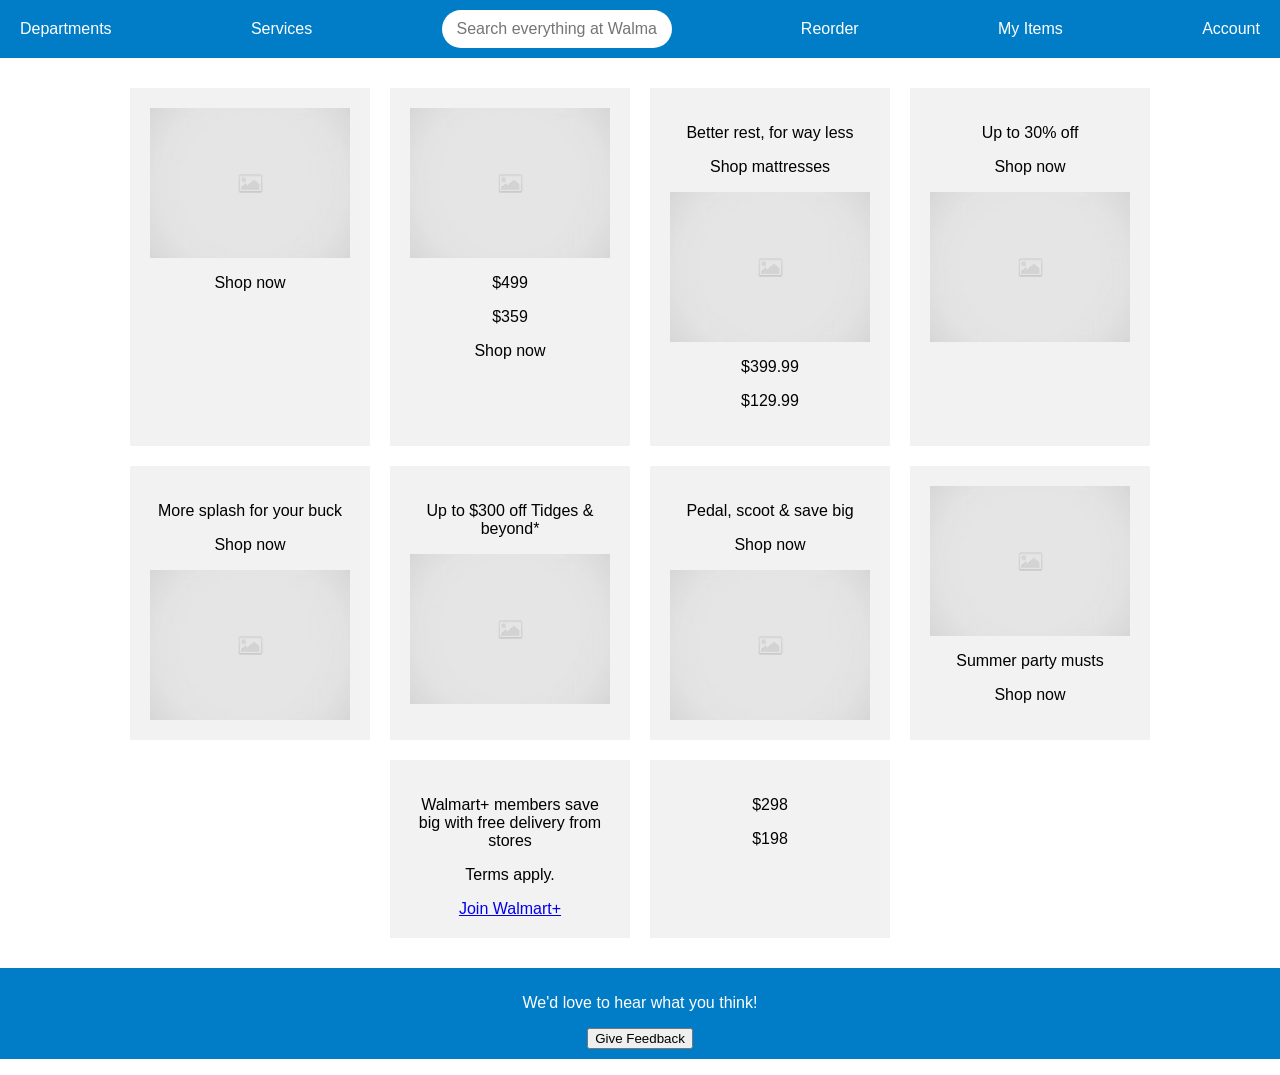 Departments
Services
Search everything at Walma
Reorder
My Items
Account
Shop now
$499
$359
Shop now
Better rest, for way less
Shop mattresses
$399.99
$129.99
Up to 30% off
Shop now
More splash for your buck
Shop now
Up to $300 off Tidges &
beyond*
Pedal, scoot & save big
Shop now
Summer party musts
Shop now
Walmart+ members save
big with free delivery from
stores
Terms apply.
Join Walmart+
$298
$198
We'd love to hear what you think!
Give Feedback